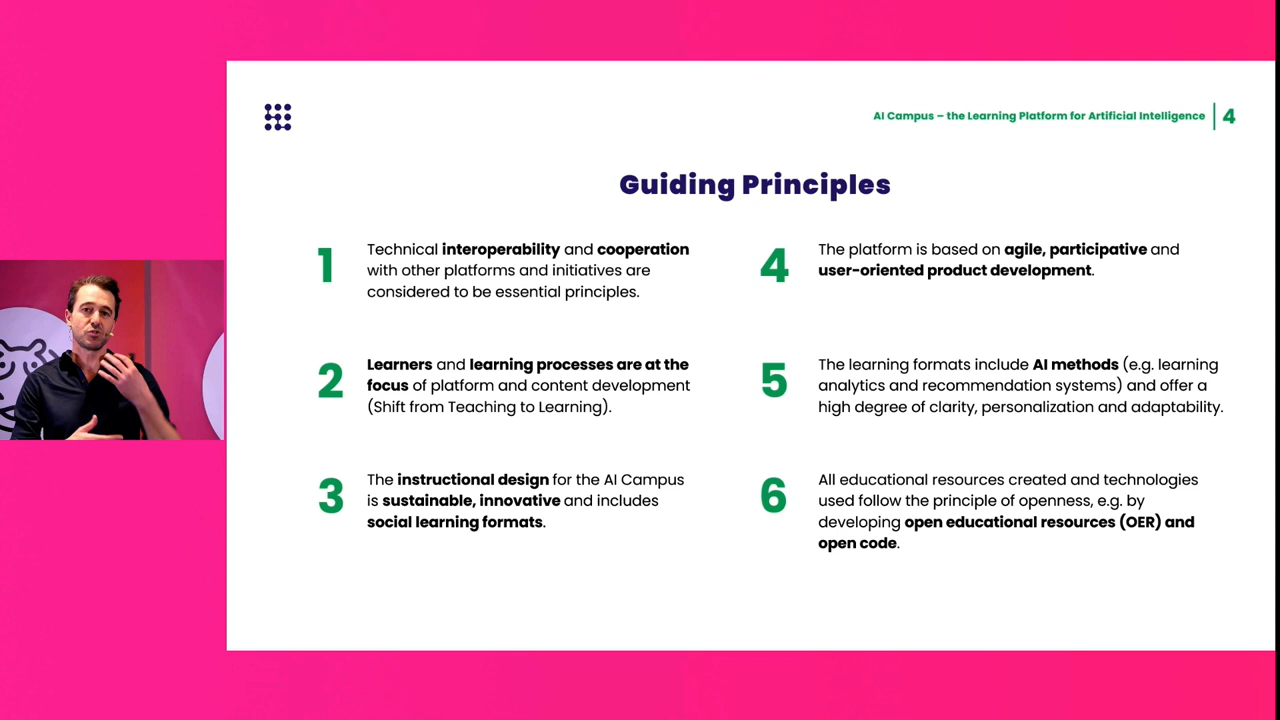 AI Campus – the Learning Platform for Artificial Intelligence
4
Guiding Principles
1
Technical interoperability and cooperation
with other platforms and initiatives are
considered to be essential principles.
2
Learners and learning processes are at the
focus of platform and content development
(Shift from Teaching to Learning).
3
The instructional design for the AI Campus
is sustainable, innovative and includes
social learning formats.
4
The platform is based on agile, participative and
user-oriented product development.
5
The learning formats include AI methods (e.g. learning
analytics and recommendation systems) and offer a
high degree of clarity, personalization and adaptability.
6
All educational resources created and technologies
used follow the principle of openness, e.g. by
developing open educational resources (OER) and
open code.